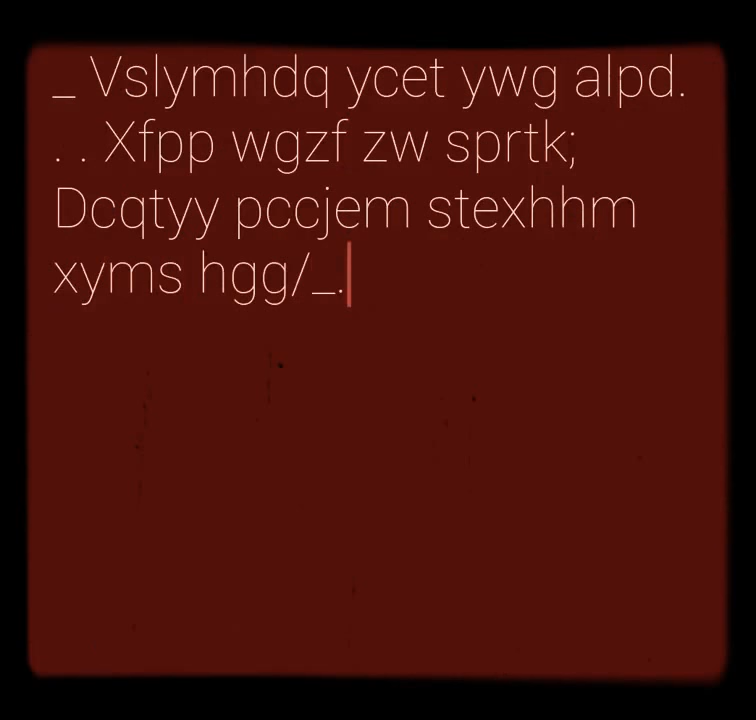 _ Vslymhdq ycet ywg alpd.
. . Xfpp wgzf zw sprtk;
Dcqtyy pccjem stexhhm
xyms hgg/_.